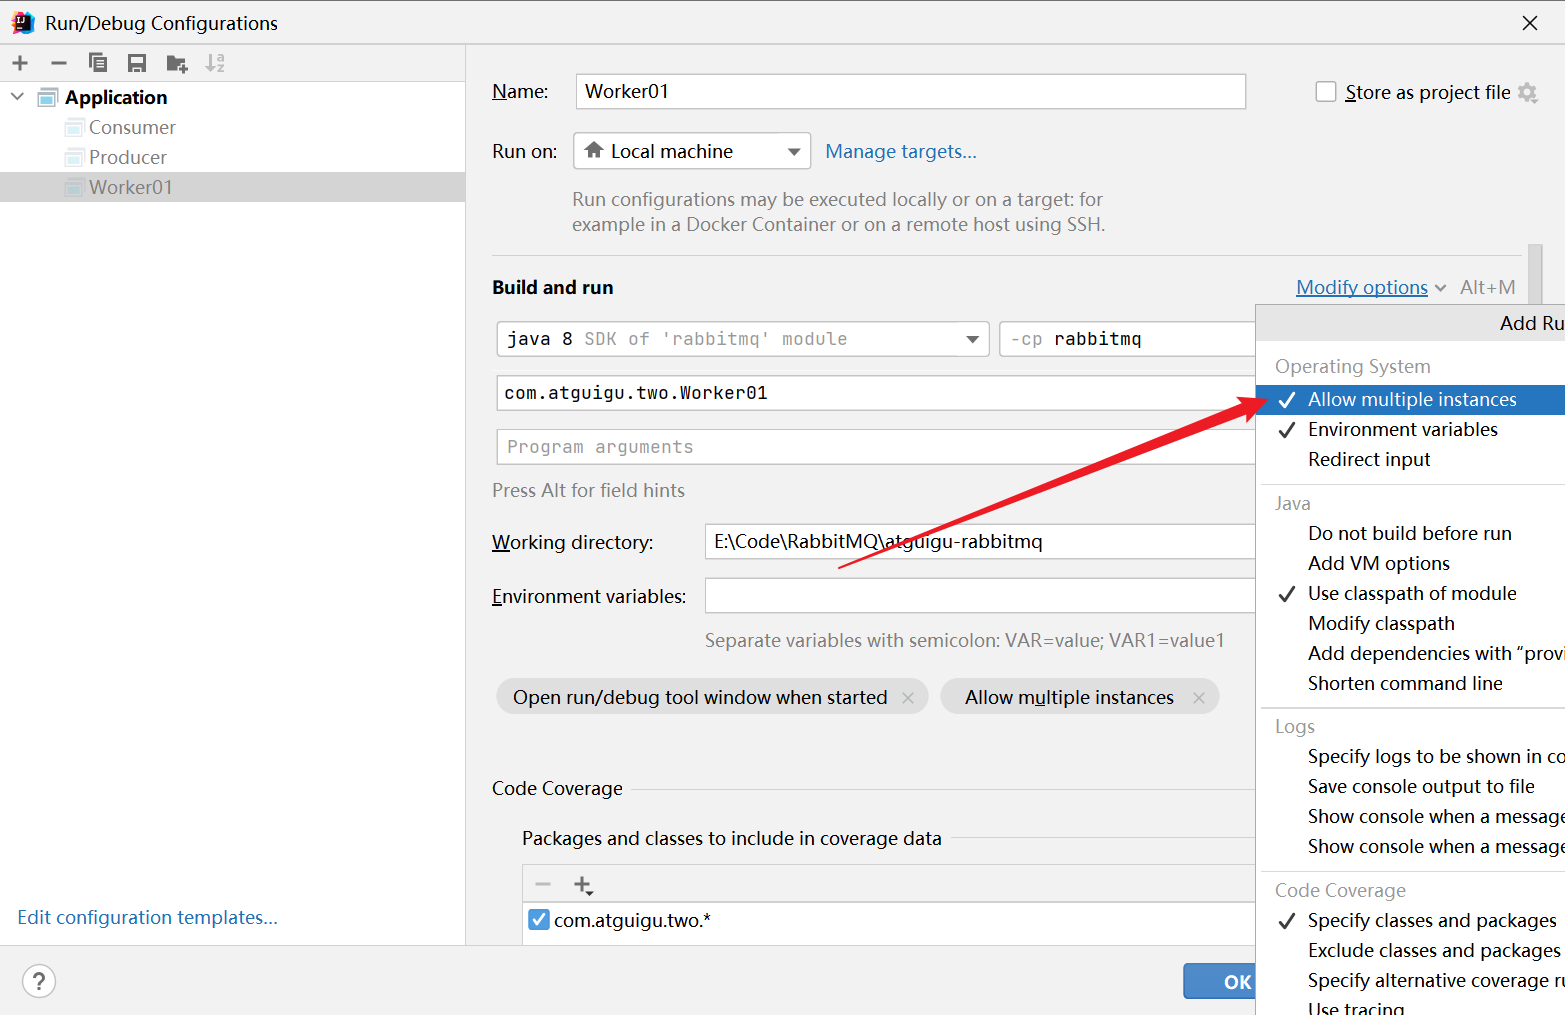 Run/Debug Configurations
Application
Consumer
Producer
Worker01
Edit configuration templates...
Name: Worker01
Store as project file
Run on: Local machine Manage targets...
Run configurations may be executed locally or on a target: for
example in a Docker Container or on a remote host using SSH.
Build and run
Modify options Alt+M
java 8 SDK of 'rabbitmq' module
-cp rabbitmq
com.atguigu.two.Worker01
Program arguments
Press Alt for field hints
Working directory: E:\Code\RabbitMQ\atguigu-rabbitmq
Environment variables:
Separate variables with semicolon: VAR=value; VAR1=value1
Open run/debug tool window when started
Allow multiple instances
Code Coverage
Packages and classes to include in coverage data
com.atguigu.two.*
OK
?
Add Ru
Operating System
Allow multiple instances
Environment variables
Redirect input
Java
Do not build before run
Add VM options
Use classpath of module
Modify classpath
Add dependencies with “provi
Shorten command line
Logs
Specify logs to be shown in co
Save console output to file
Show console when a message
Show console when a message
Code Coverage
Specify classes and packages
Exclude classes and packages
Specify alternative coverage ru
Use tracing